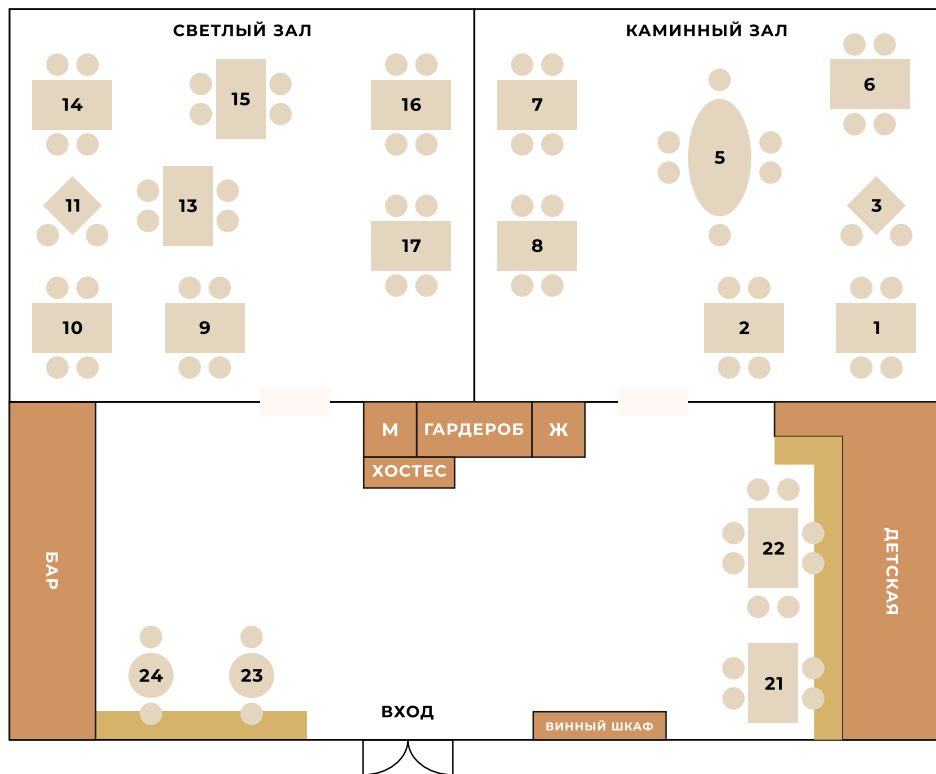 СВЕТЛЫЙ ЗАЛ
КАМИННЫЙ ЗАЛ
14
15
16
7
5
6
11
13
17
8
3
10
9
2
1
М
ГАРДЕРОБ
Ж
ХОСТЕС
БАР
22
ДЕТСКАЯ
24
23
21
ВХОД
ВИННЫЙ ШКАФ